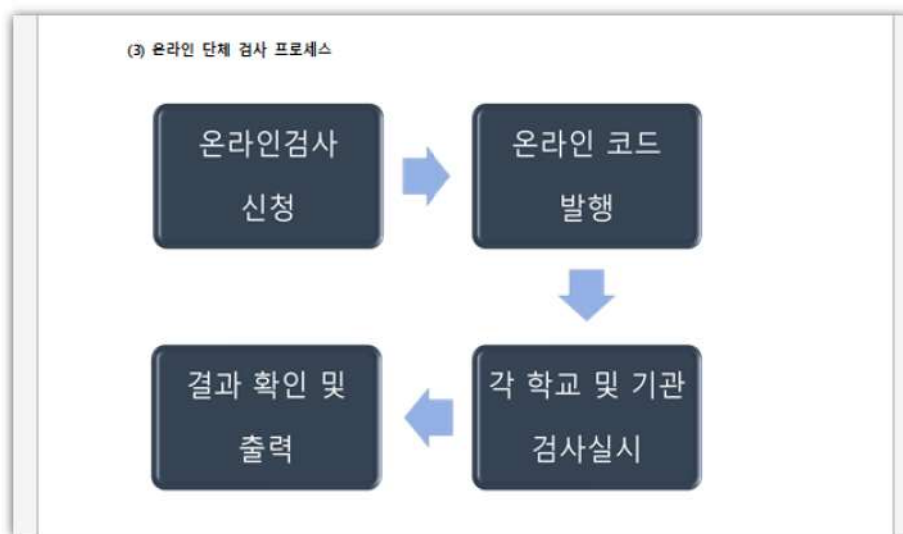 (3) 온라인 단체 검사 프로세스
온라인검사
신청
온라인 코드
발행
각 학교 및 기관
검사실시
결과 확인 및
출력